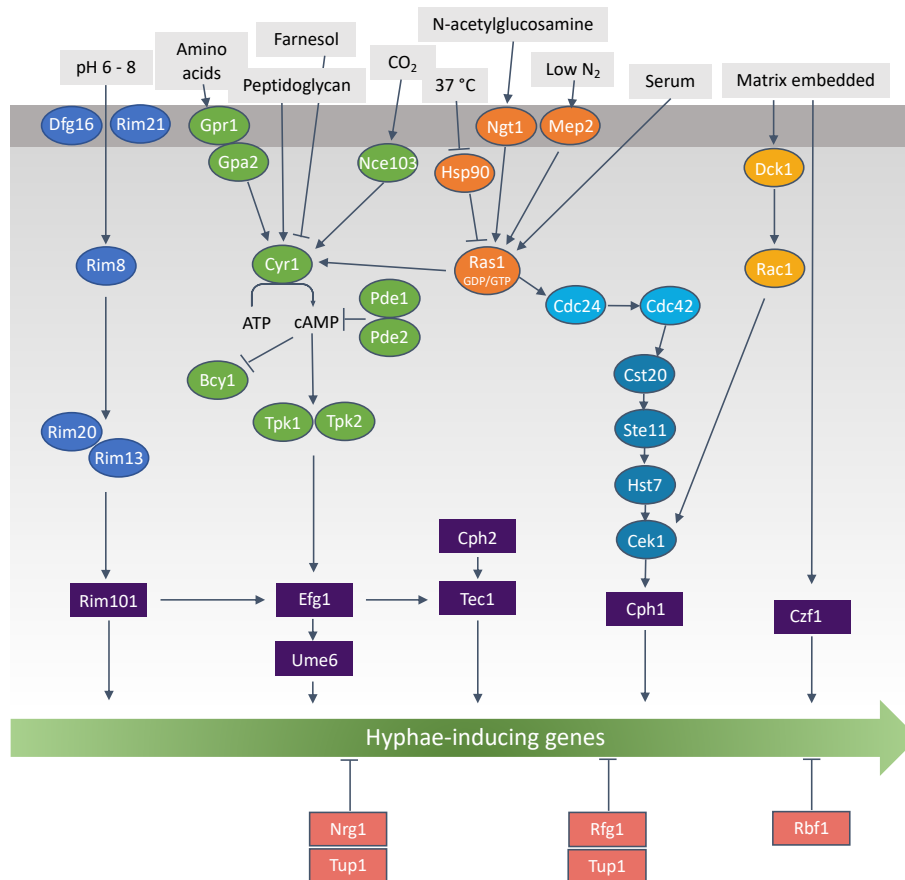 N-acetylglucosamine
Farnesol
Amino
acids
CO2
pH 6 - 8
Peptidoglycan
37 °C
Low N2
Serum
Matrix embedded
Dfg16
Rim21
Gpr1
Ngt1
Mep2
Gpa2
Nce103
Hsp90
Dck1
Rim8
Cyr1
Ras1
GDP/GTP
Rac1
ATP
cAMP
Pde1
Pde2
Cdc24
Cdc42
Bcy1
Cst20
Tpk1
Tpk2
Rim20
Rim13
Ste11
Hst7
Cek1
Cph2
Rim101
Efg1
Tec1
Cph1
Czf1
Ume6
Hyphae-inducing genes
Nrg1
Tup1
Rfg1
Tup1
Rbf1